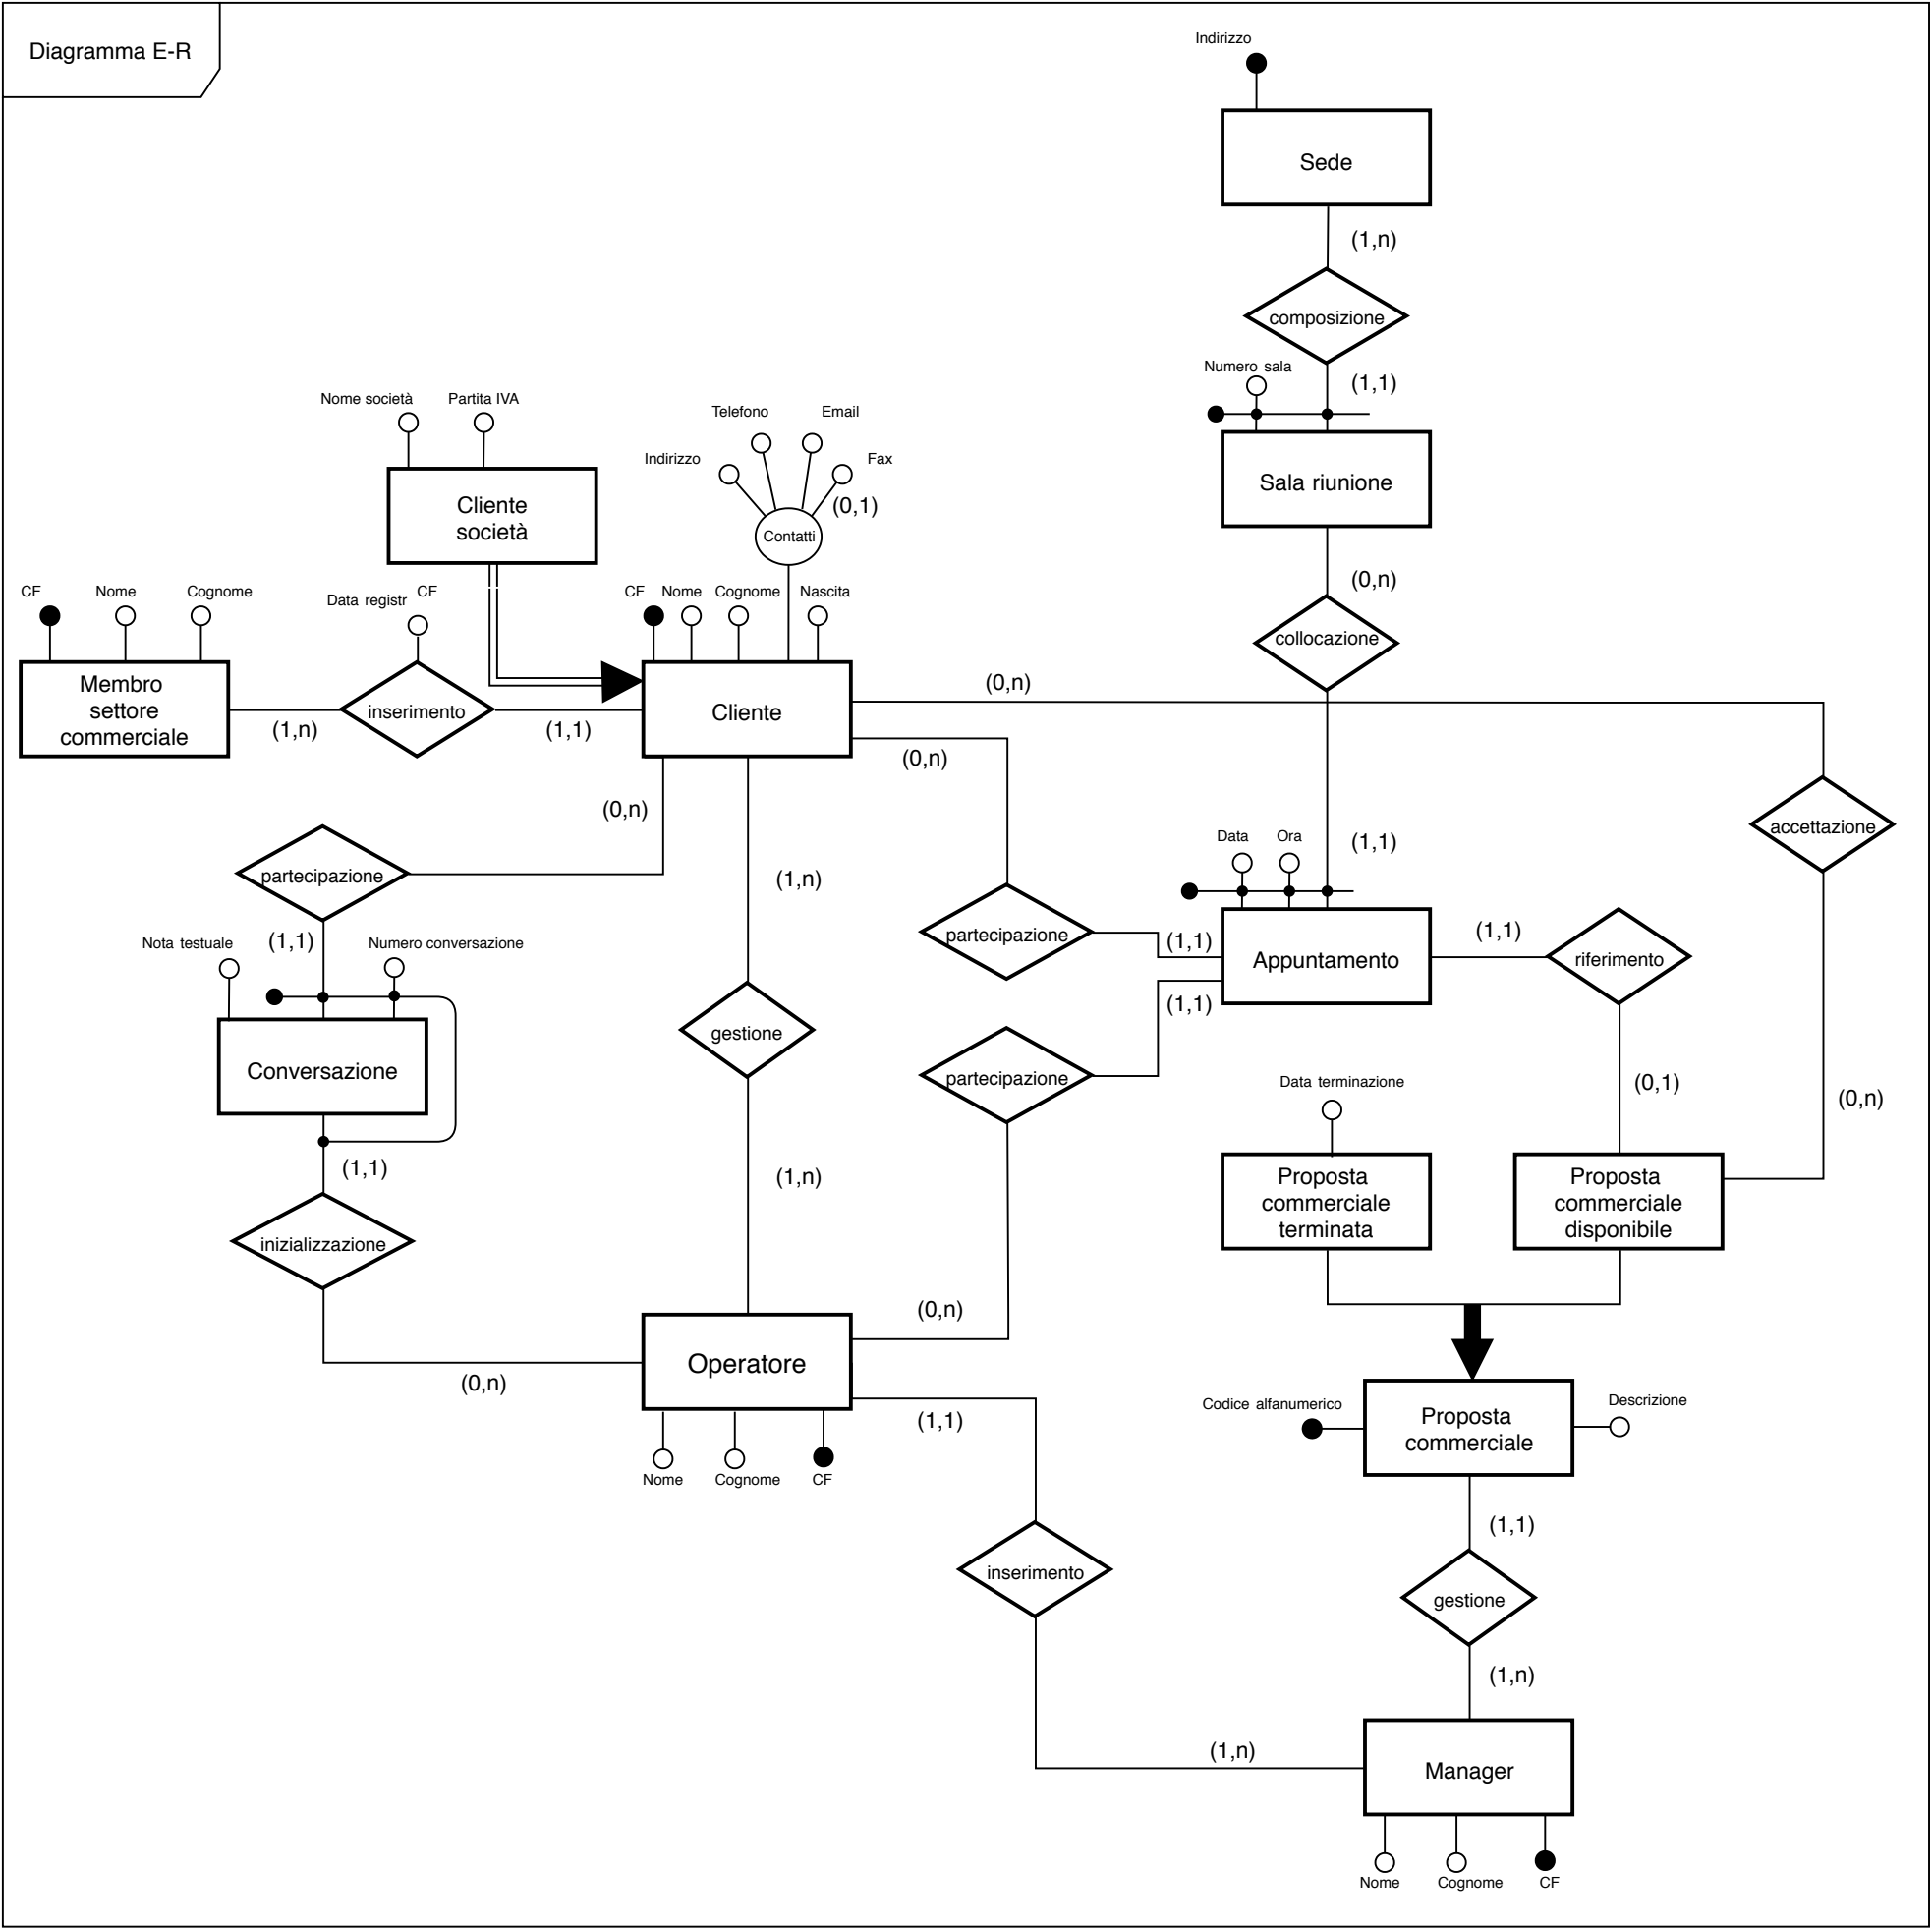 Diagramma E-R
Indirizzo
Sede
(1,n)
composizione
Numero sala
(1,1)
Sala riunione
(0,n)
collocazione
Nome società
Partita IVA
Cliente
società
Telefono
Email
Indirizzo
Fax
(0,1)
Contatti
CF
Nome
Cognome
Membro
settore
commerciale
(1,n)
Data registr
CF
inserimento
(1,1)
CF
Nome
Cognome
Nascita
Cliente
(0,n)
(0,n)
(0,n)
accettazione
partecipazione
(1,n)
Data
Ora
(1,1)
partecipazione
(1,1)
Appuntamento
(1,1)
riferimento
Nota testuale
(1,1)
Numero conversazione
Conversazione
gestione
partecipazione
(1,1)
(0,1)
(0,n)
Data terminazione
(1,1)
(1,n)
Proposta
commerciale
terminata
Proposta
commerciale
disponibile
inizializzazione
(0,n)
Operatore
(0,n)
(1,1)
Nome
Cognome
CF
Codice alfanumerico
Proposta
commerciale
Descrizione
(1,1)
inserimento
gestione
(1,n)
(1,n)
Manager
Nome
Cognome
CF